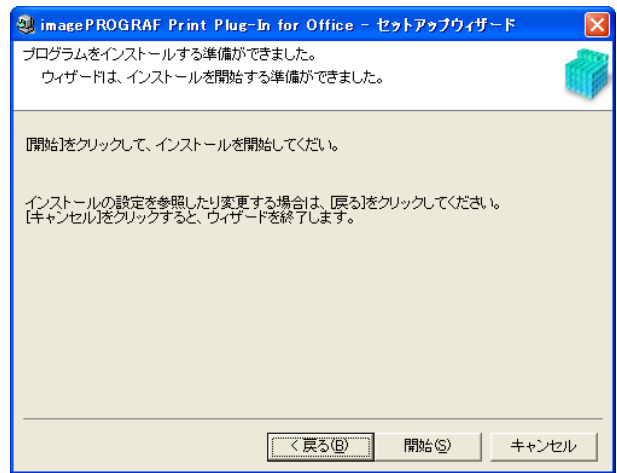 imagePROGRAF Print Plug-In for Office - セットアップウィザード
プログラムをインストールする準備ができました。
ウィザードは、インストールを開始する準備ができました。
[開始]をクリックして、インストールを開始してくだい。
インストールの設定を参照したり変更する場合は、[戻る]をクリックしてください。
[キャンセル]をクリックすると、ウィザードを終了します。
< 戻る(B) 開始(S) キャンセル